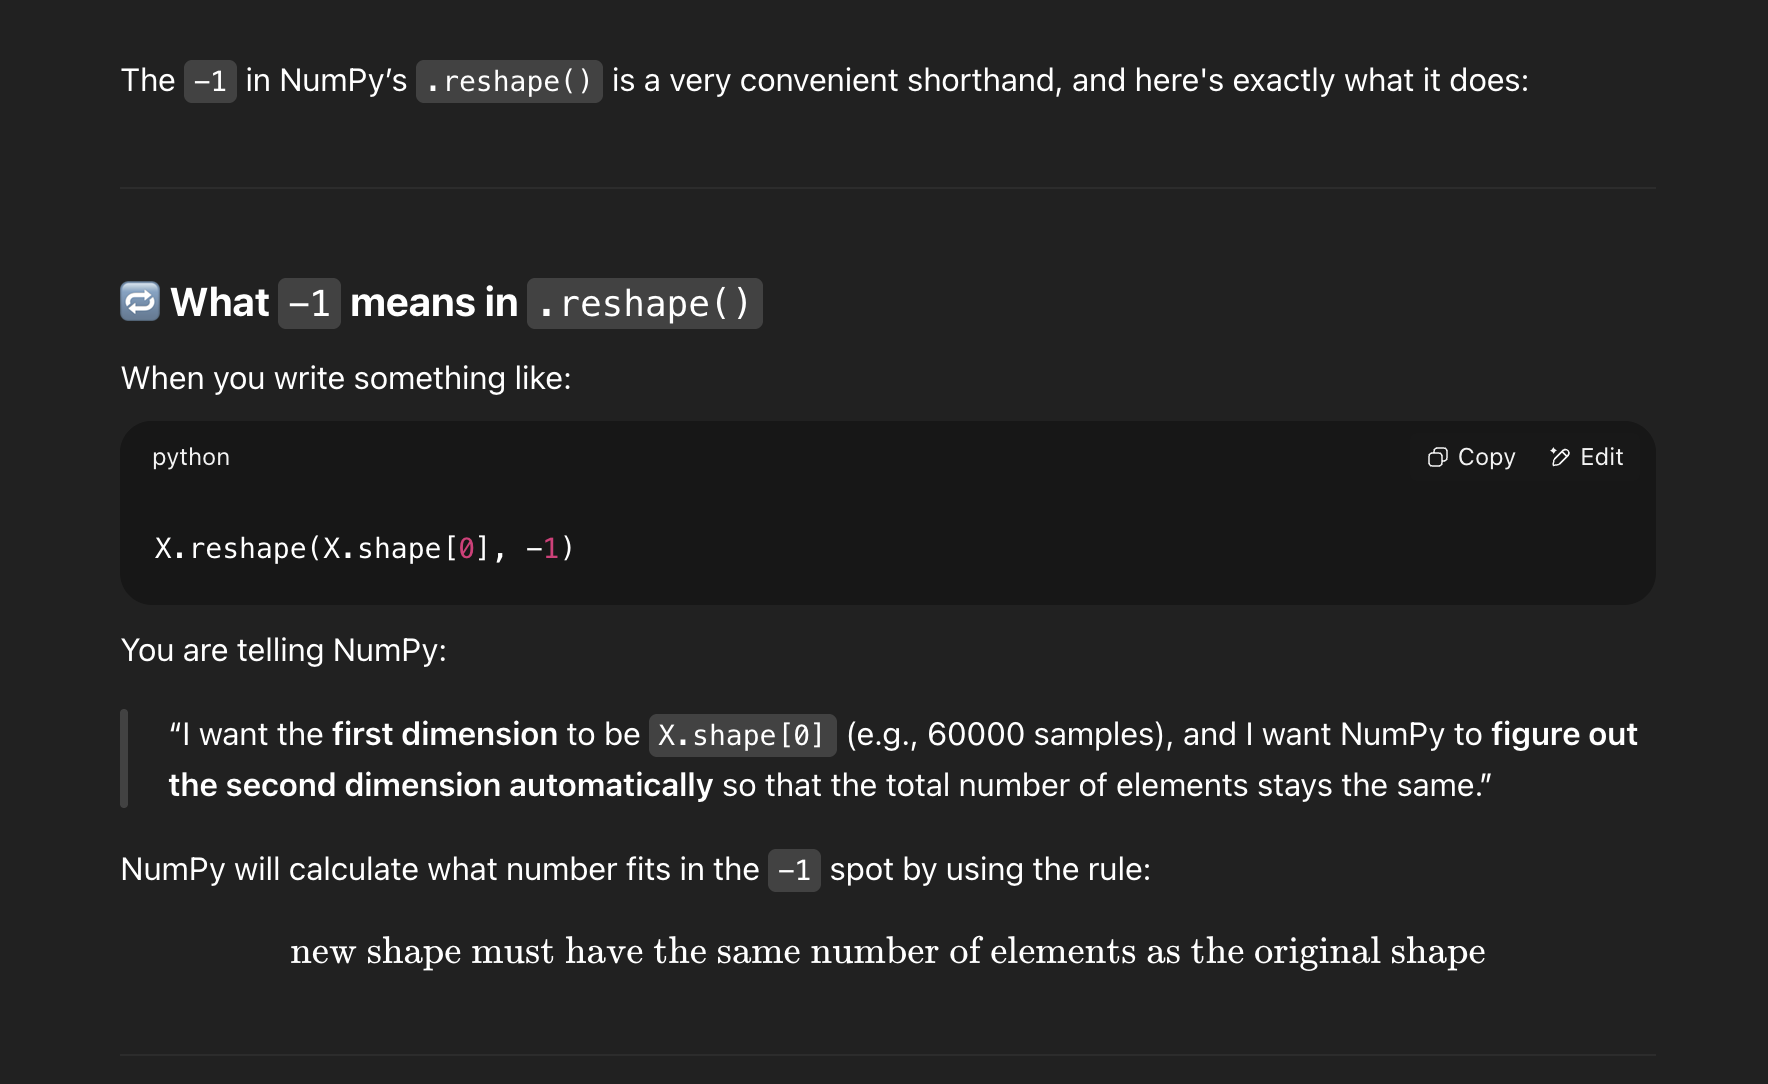 The -1 in NumPy’s .reshape() is a very convenient shorthand, and here's exactly what it does:
What -1 means in .reshape()
When you write something like:
python
Copy
Edit
X.reshape(X.shape[0], -1)
You are telling NumPy:
“I want the first dimension to be X.shape[0] (e.g., 60000 samples), and I want NumPy to figure out
the second dimension automatically so that the total number of elements stays the same.”
NumPy will calculate what number fits in the -1 spot by using the rule:
new shape must have the same number of elements as the original shape